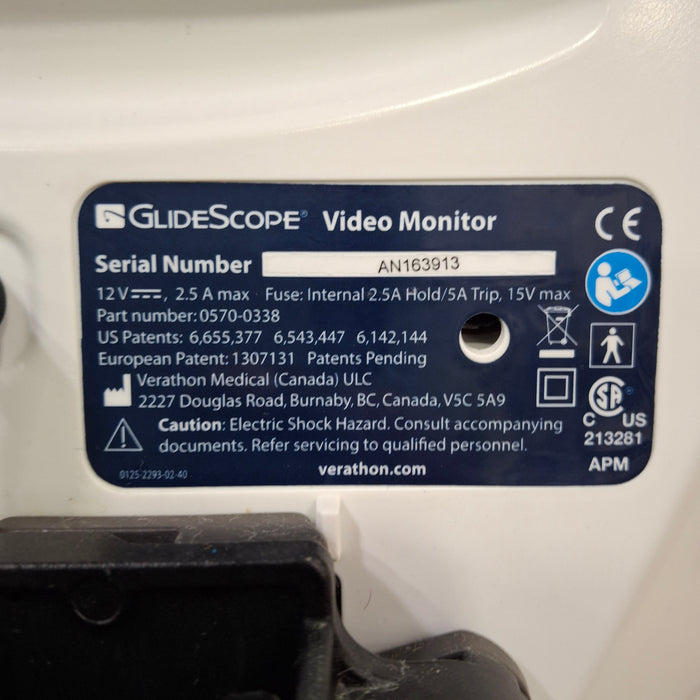 GLIDESCOPE® Video Monitor
CE
Serial Number AN163913
12 V, 2.5 A max Fuse: Internal 2.5A Hold/5A Trip, 15V max
Part number: 0570-0338
US Patents: 6,655,377 6,543,447 6,142,144
European Patent: 1307131 Patents Pending
Verathon Medical (Canada) ULC
2227 Douglas Road, Burnaby, BC, Canada, V5C 5A9
Caution: Electric Shock Hazard. Consult accompanying
documents. Refer servicing to qualified personnel.
0125-2293-02-40
verathon.com
SA
C US
213281
APM